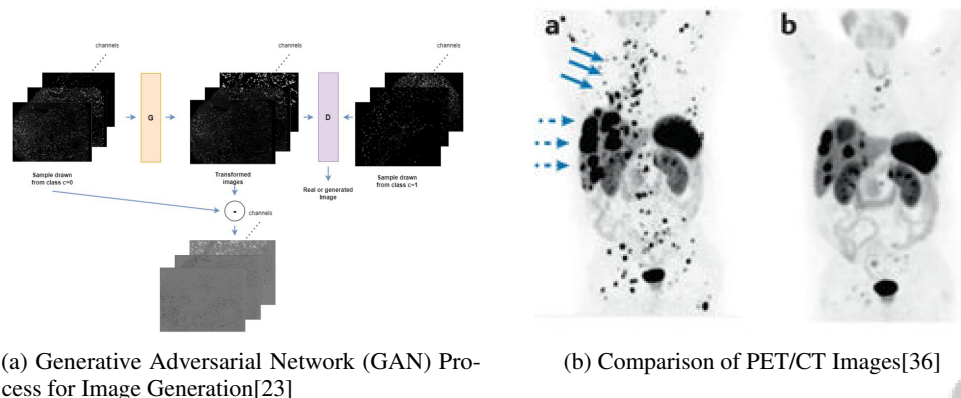 channels
channels
channels
G
D
Sample drawn
from class c=0
Transformed
images
Real or generated
image
Sample drawn
from class c=1
-
channels
a
b
(a) Generative Adversarial Network (GAN) Pro-
cess for Image Generation[23]
(b) Comparison of PET/CT Images[36]